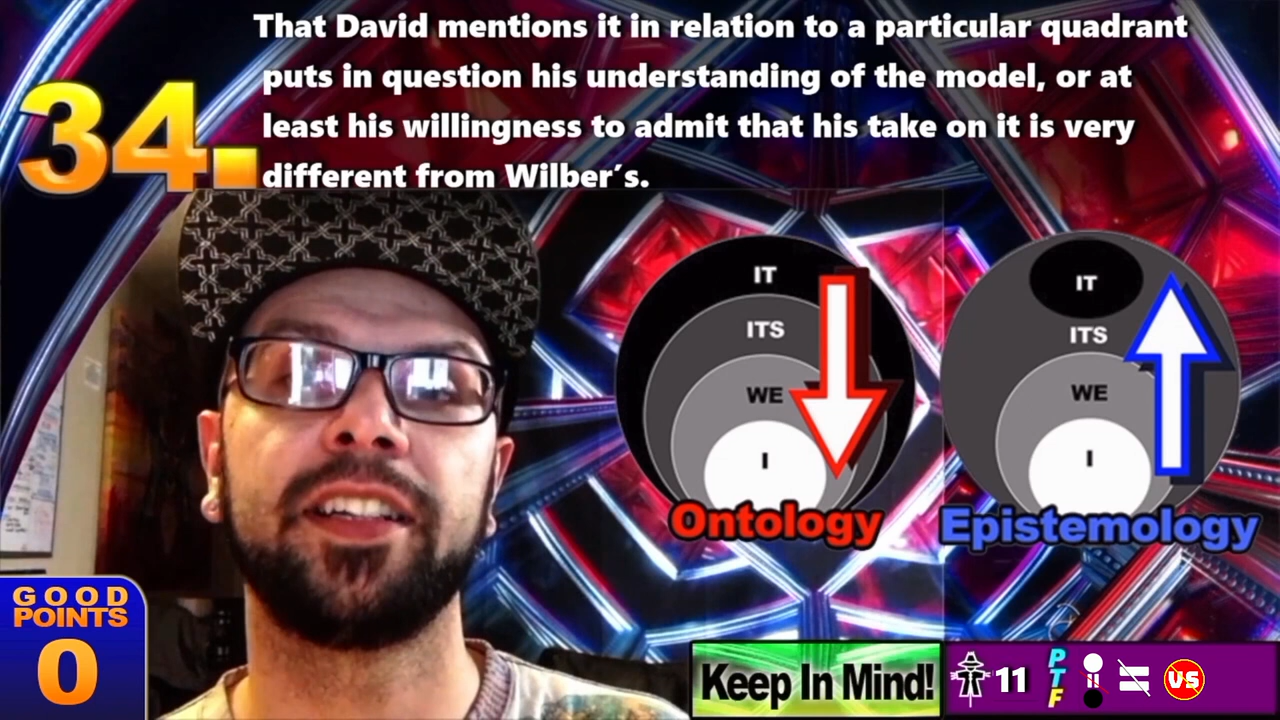 That David mentions it in relation to a particular quadrant
puts in question his understanding of the model, or at
34. least his willingness to admit that his take on it is very
different from Wilber's.
IT
ITS
WE
I
Ontology
IT
ITS
WE
I
Epistemology
GOOD
POINTS
0
Keep In Mind!
11
P
T
F
VS